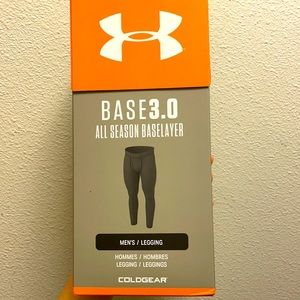 BASE3.0
ALL SEASON BASELAYER
MEN'S / LEGGING
HOMMES / HOMBRES
LEGGING / LEGGINGS
COLDGEAR